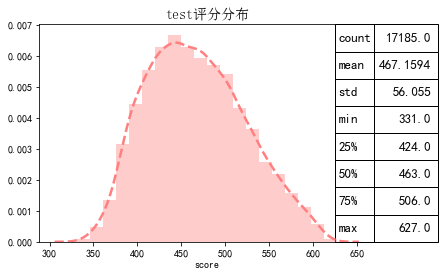 test评分分布
0.007
0.006
0.005
0.004
0.003
0.002
0.001
0.000
300 350 400 450 500 550 600 650
score
count 17185.0
mean 467.1594
std 56.055
min 331.0
25% 424.0
50% 463.0
75% 506.0
max 627.0